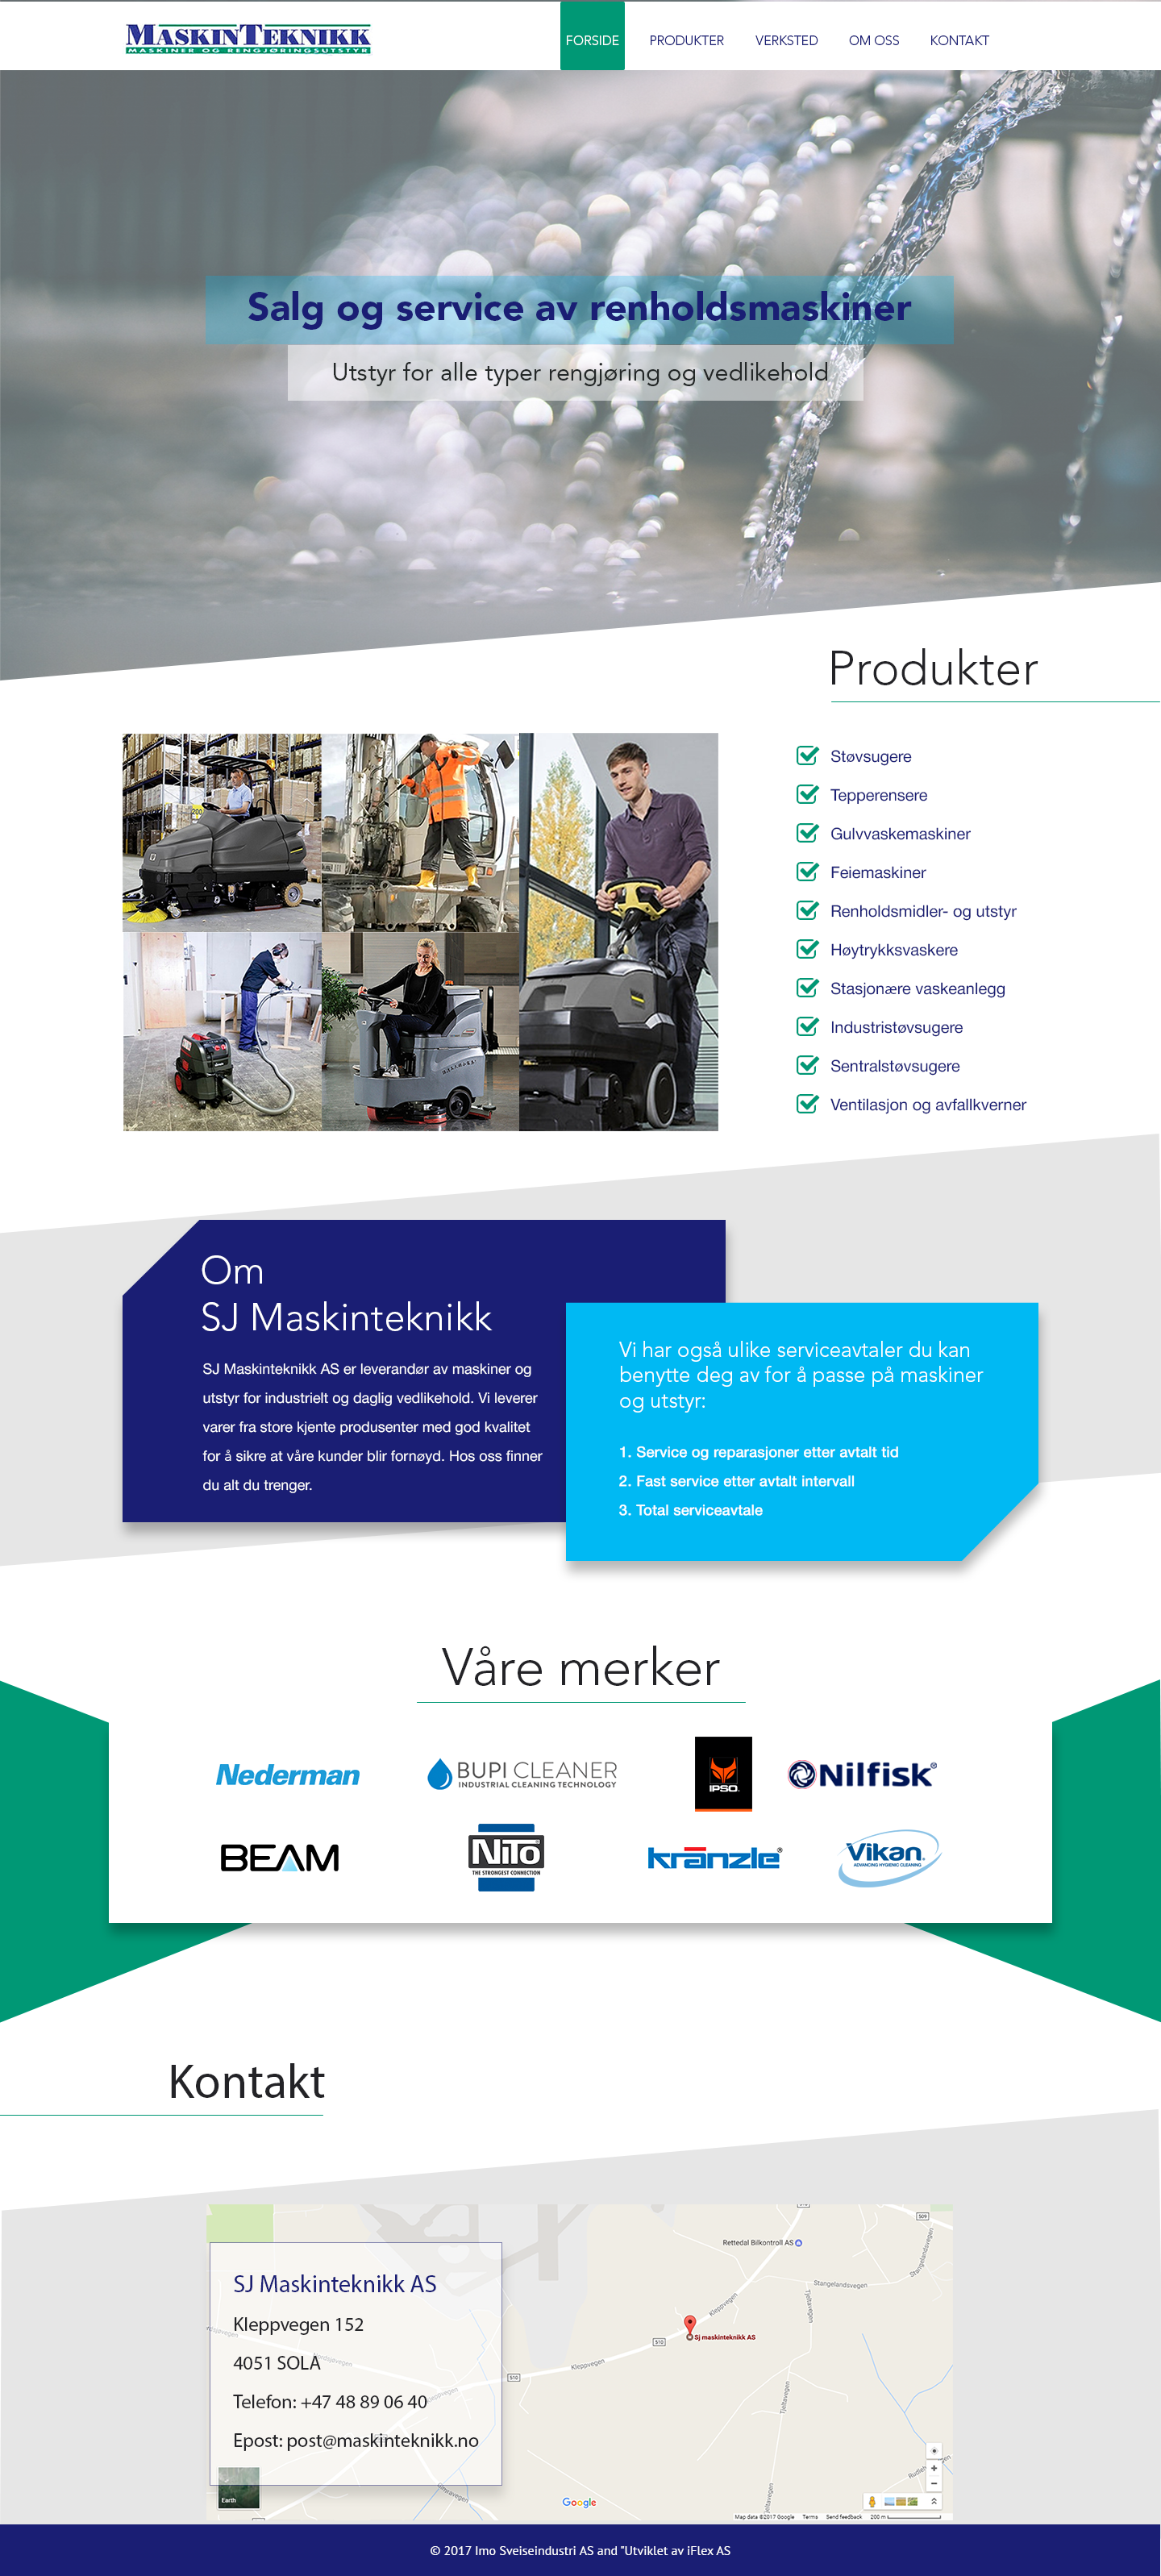 MASKINTEKNIKK
MASKINER OG RENGJØRINGSUTSTYR
FORSIDE
PRODUKTER
VERKSTED
OM OSS
KONTAKT
Salg og service av renholdsmaskiner
Utstyr for alle typer rengjøring og vedlikehold
Produkter
Støvsugere
Tepperensere
Gulvvaskemaskiner
Feiemaskiner
Renholdsmidler- og utstyr
Høytrykksvaskere
Stasjonære vaskeanlegg
Industristøvsugere
Sentralstøvsugere
Ventilasjon og avfallkverner
200
Om
SJ Maskinteknikk
SJ Maskinteknikk AS er leverandør av maskiner og
utstyr for industrielt og daglig vedlikehold. Vi leverer
varer fra store kjente produsenter med god kvalitet
for å sikre at våre kunder blir fornøyd. Hos oss finner
du alt du trenger.
Vi har også ulike serviceavtaler du kan
benytte deg av for å passe på maskiner
og utstyr:
1. Service og reparasjoner etter avtalt tid
2. Fast service etter avtalt intervall
3. Total serviceavtale
Våre merker
Nederman
BUPI CLEANER
INDUSTRIAL CLEANING TECHNOLOGY
IPSO
Nilfisk®
BEAM
NITO
THE STRONGEST CONNECTION
kränzle®
Vikan®
ADVANCING HYGIENIC CLEANING
Kontakt
SJ Maskinteknikk AS
Kleppvegen 152
4051 SOLA
Telefon: +47 48 89 06 40
Epost: post@maskinteknikk.no
Earth
509
Rettedal Bilkontroll AS
Stangelandsvegen
Stangelandsvegen
Kleppvegen
Tjeltavegen
510
Sj maskinteknikk AS
Kleppvegen
510
Tjeltavegen
Google
Map data ©2017 Google Terms Send feedback 200 m
© 2017 Imo Sveiseindustri AS and "Utviklet av iFlex AS